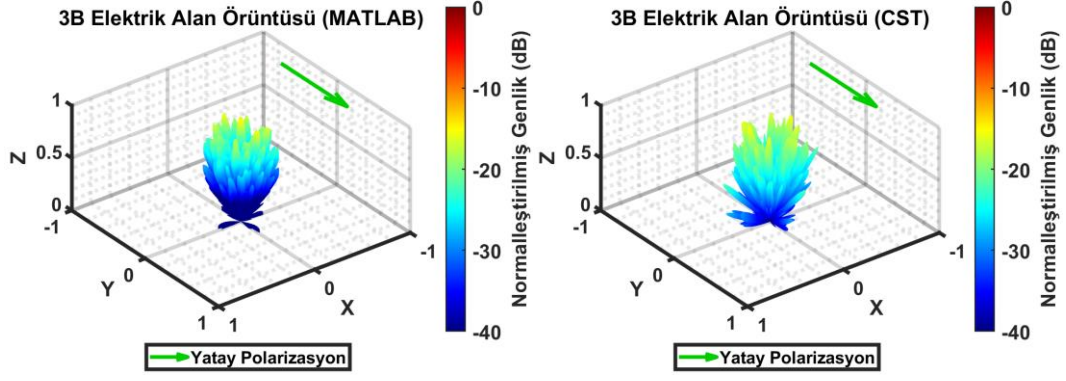 3B Elektrik Alan Örüntüsü (MATLAB)
1
0.5
0
-1
0
1
1
0
-1
Z
Y
X
0
-10
-20
-30
-40
Normalleştirilmiş Genlik (dB)
Yatay Polarizasyon
3B Elektrik Alan Örüntüsü (CST)
1
0.5
0
-1
0
1
1
0
-1
Z
Y
X
0
-10
-20
-30
-40
Normalleştirilmiş Genlik (dB)
Yatay Polarizasyon